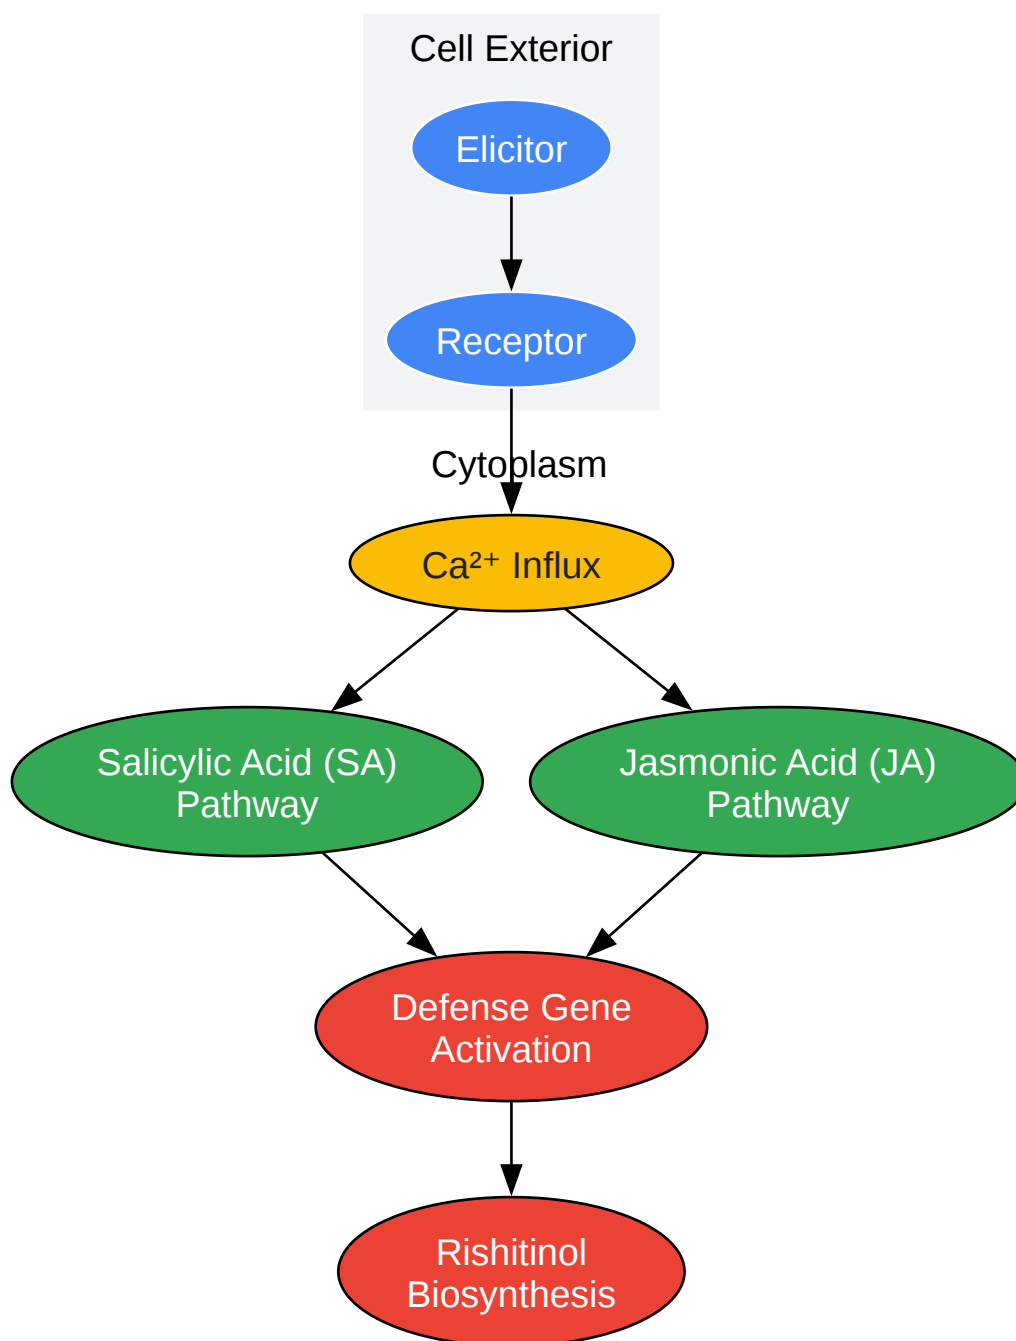 Cell Exterior
Elicitor
Receptor
Cytoplasm
Ca²⁺ Influx
Salicylic Acid (SA)
Pathway
Jasmonic Acid (JA)
Pathway
Defense Gene
Activation
Rishitinol
Biosynthesis